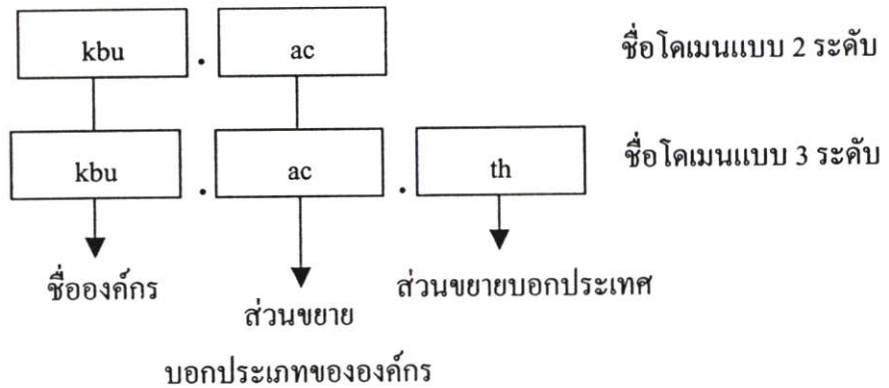 kbu . ac ชื่อโดเมนแบบ 2 ระดับ
kbu . ac . th ชื่อโดเมนแบบ 3 ระดับ
ชื่อองค์กร
ส่วนขยายบอกประเทศ
ส่วนขยาย
บอกประเภทขององค์กร